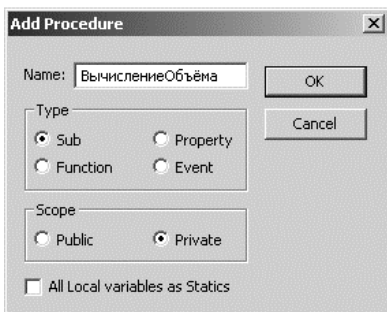 Add Procedure
Name: ВычислениеОбъёма
OK
Cancel
Type
Sub
Property
Function
Event
Scope
Public
Private
All Local variables as Statics